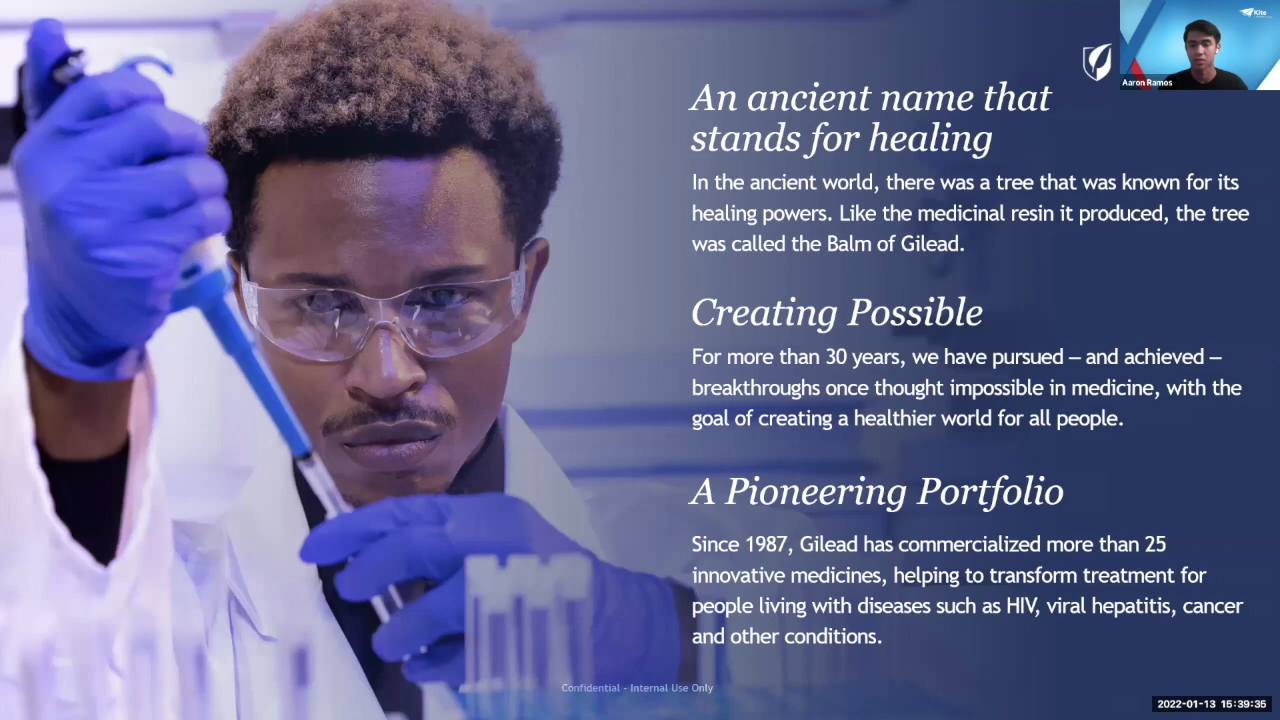 Kite
Aaron Ramos
An ancient name that
stands for healing
In the ancient world, there was a tree that was known for its
healing powers. Like the medicinal resin it produced, the tree
was called the Balm of Gilead.
Creating Possible
For more than 30 years, we have pursued – and achieved –
breakthroughs once thought impossible in medicine, with the
goal of creating a healthier world for all people.
A Pioneering Portfolio
Since 1987, Gilead has commercialized more than 25
innovative medicines, helping to transform treatment for
people living with diseases such as HIV, viral hepatitis, cancer
and other conditions.
Confidential - Internal Use Only
2022-01-13 15:39:35